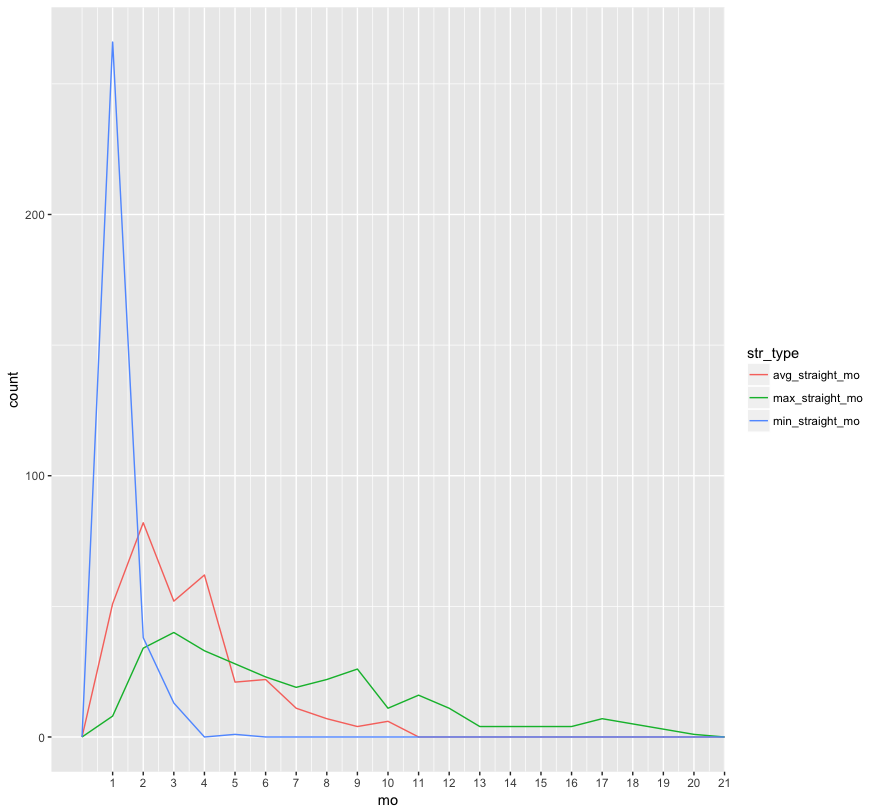 count
200
100
0
1 2 3 4 5 6 7 8 9 10 11 12 13 14 15 16 17 18 19 20 21
mo
str_type
avg_straight_mo
max_straight_mo
min_straight_mo